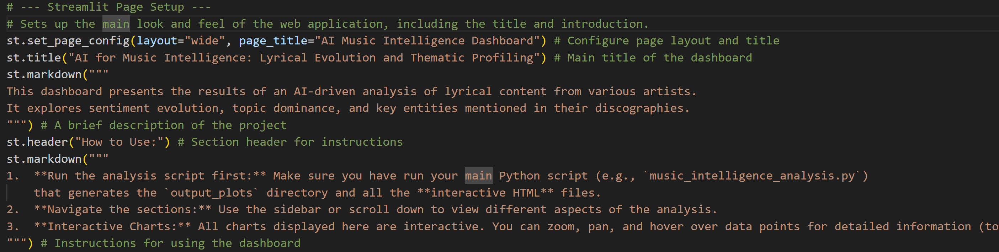 # --- Streamlit Page Setup ---
# Sets up the main look and feel of the web application, including the title and introduction.
st.set_page_config(layout="wide", page_title="AI Music Intelligence Dashboard") # Configure page layout and title
st.title("AI for Music Intelligence: Lyrical Evolution and Thematic Profiling") # Main title of the dashboard
st.markdown("""
This dashboard presents the results of an AI-driven analysis of lyrical content from various artists.
It explores sentiment evolution, topic dominance, and key entities mentioned in their discographies.
""") # A brief description of the project
st.header("How to Use:") # Section header for instructions
st.markdown("""
1.  **Run the analysis script first:** Make sure you have run your main Python script (e.g., `music_intelligence_analysis.py`)
    that generates the `output_plots` directory and all the **interactive HTML** files.
2.  **Navigate the sections:** Use the sidebar or scroll down to view different aspects of the analysis.
3.  **Interactive Charts:** All charts displayed here are interactive. You can zoom, pan, and hover over data points for detailed information (to
""") # Instructions for using the dashboard